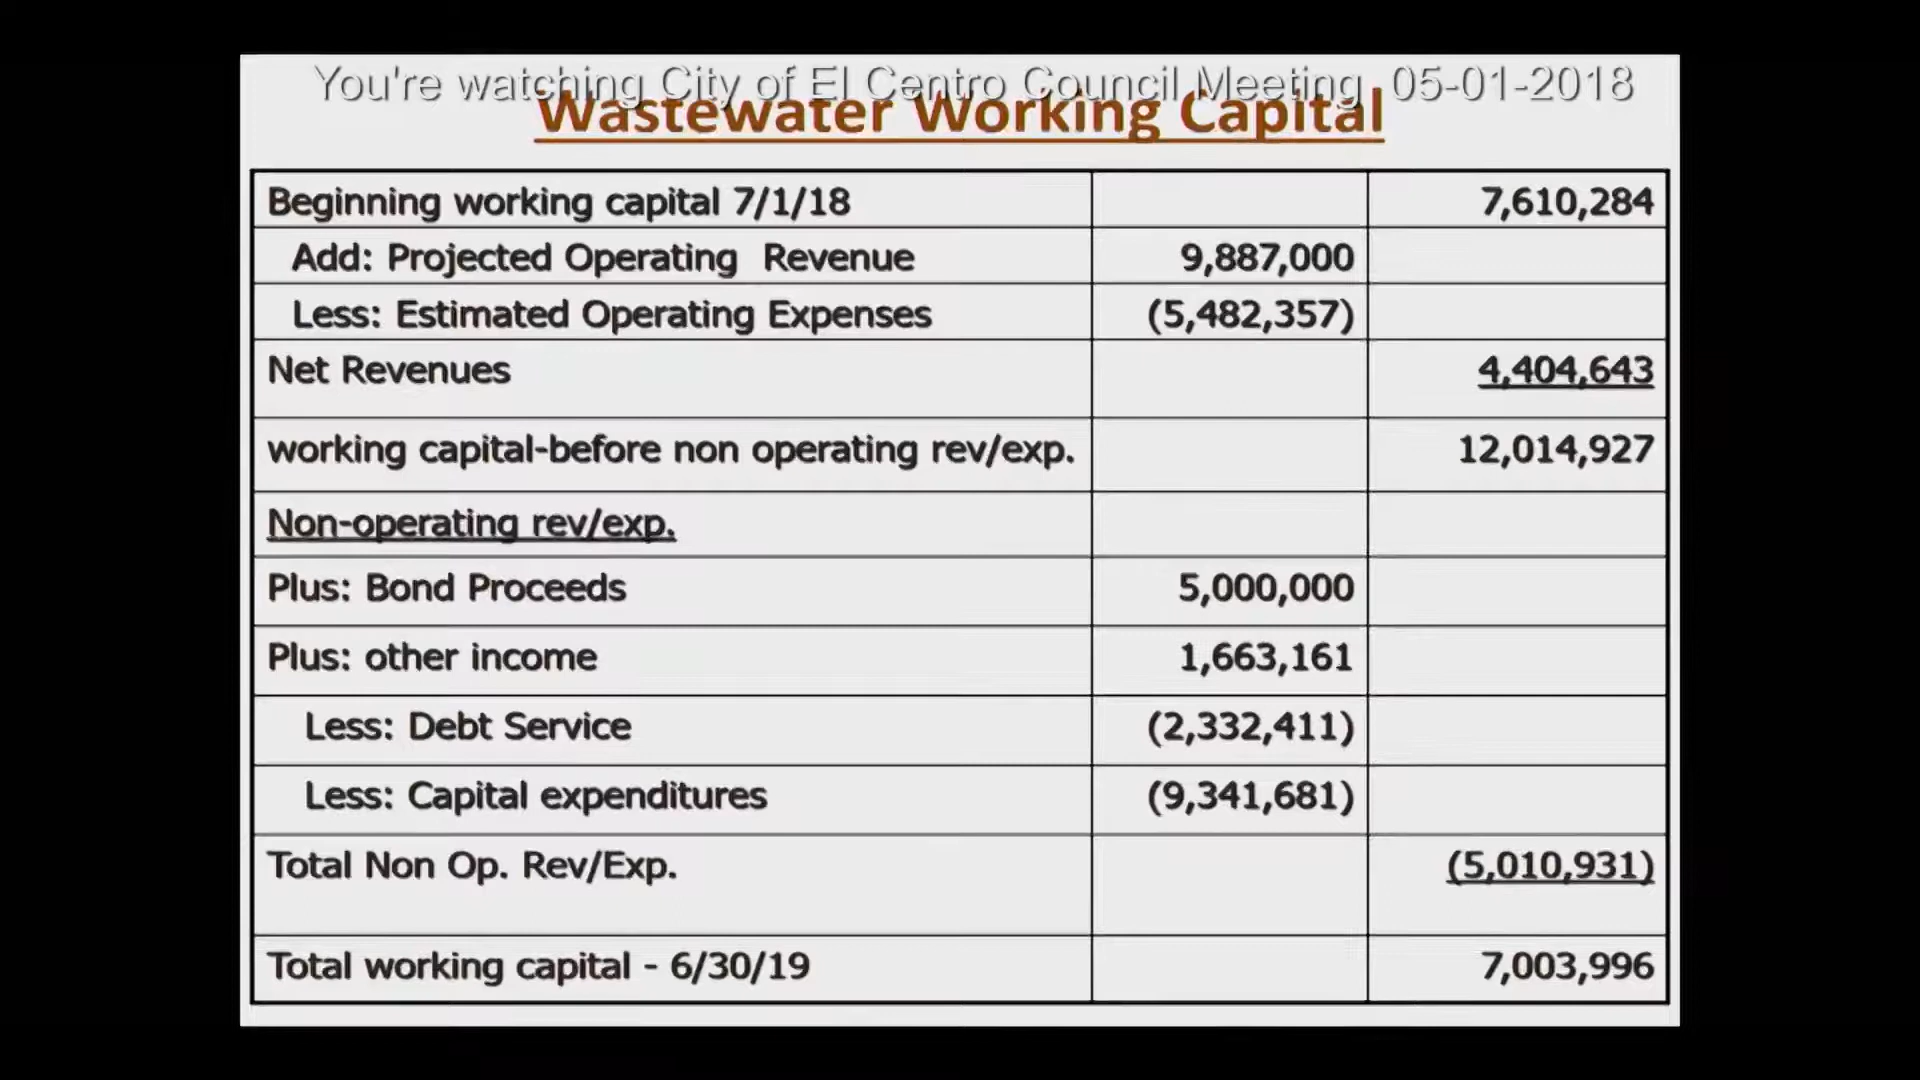 You're watching City of El Centro Council Meeting 05-01-2018
Wastewater Working Capital
Beginning working capital 7/1/18 7,610,284
Add: Projected Operating Revenue 9,887,000
Less: Estimated Operating Expenses (5,482,357)
Net Revenues 4,404,643
working capital-before non operating rev/exp. 12,014,927
Non-operating rev/exp.
Plus: Bond Proceeds 5,000,000
Plus: other income 1,663,161
Less: Debt Service (2,332,411)
Less: Capital expenditures (9,341,681)
Total Non Op. Rev/Exp. (5,010,931)
Total working capital - 6/30/19 7,003,996